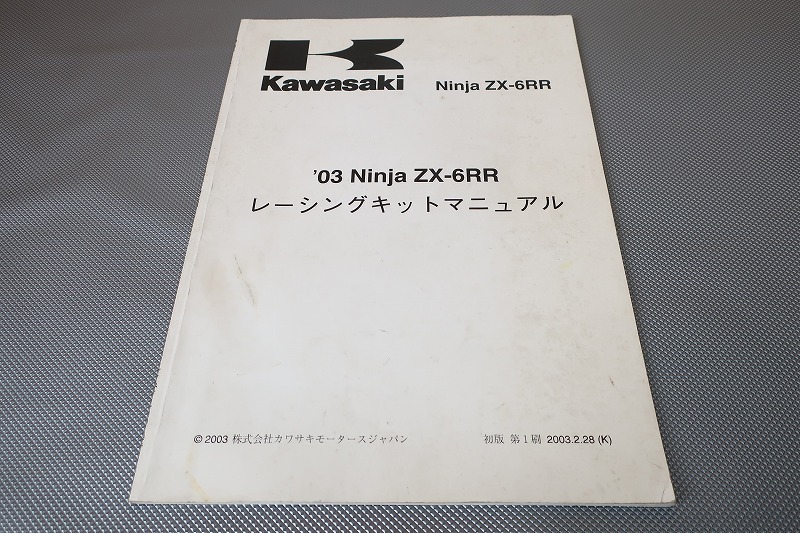 Kawasaki
Ninja ZX-6RR
'03 Ninja ZX-6RR
レーシングキットマニュアル
© 2003 株式会社カワサキモータースジャパン
初版 第1刷 2003.2.28 (K)